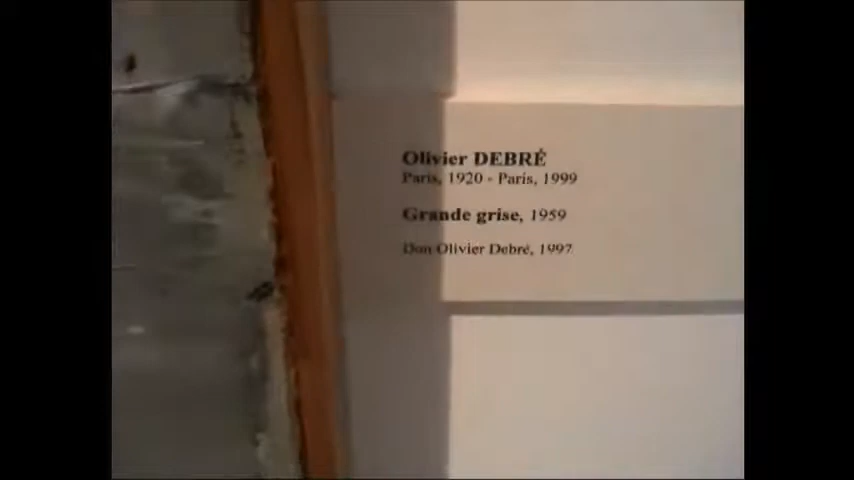 Olivier DEBRÉ
Paris, 1920 - Paris, 1999
Grande grise, 1959
Don Olivier Debré, 1997